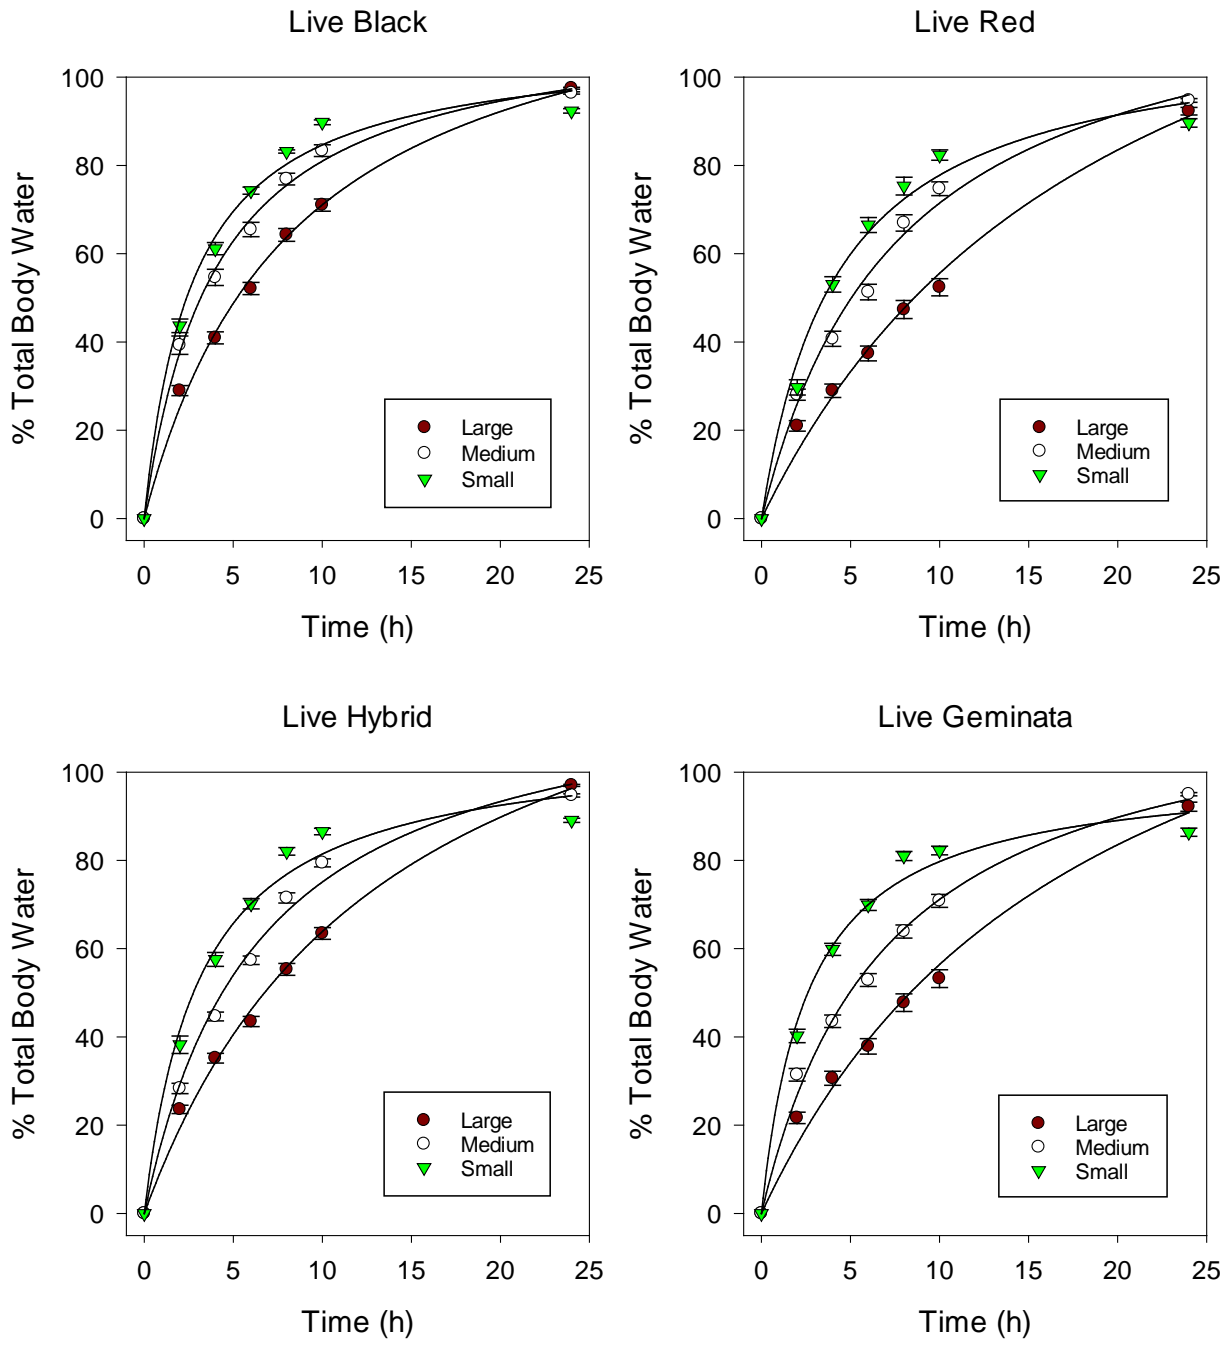 Live Black
% Total Body Water
100
80
60
40
20
0
Large
Medium
Small
0 5 10 15 20 25
Time (h)
Live Red
% Total Body Water
100
80
60
40
20
0
Large
Medium
Small
0 5 10 15 20 25
Time (h)
Live Hybrid
% Total Body Water
100
80
60
40
20
0
Large
Medium
Small
0 5 10 15 20 25
Time (h)
Live Geminata
% Total Body Water
100
80
60
40
20
0
Large
Medium
Small
0 5 10 15 20 25
Time (h)